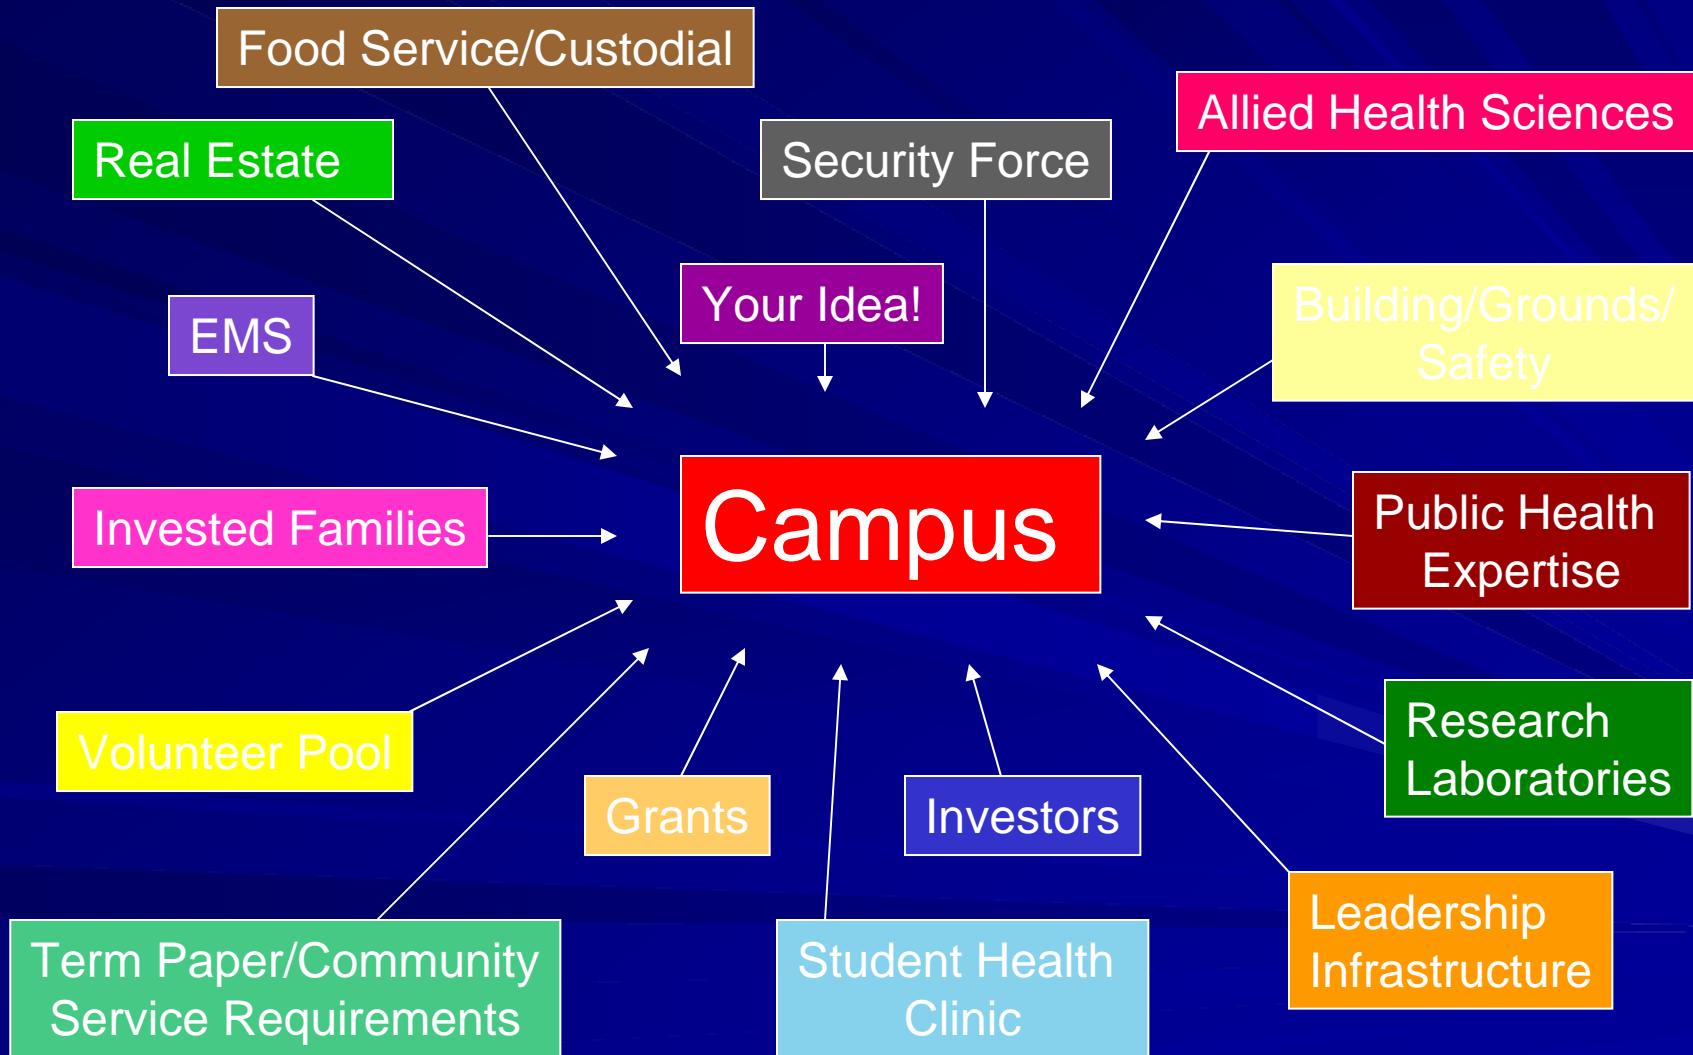 Food Service/Custodial
Allied Health Sciences
Real Estate
Security Force
Your Idea!
Building/Grounds/
Safety
EMS
Invested Families
Campus
Public Health
Expertise
Volunteer Pool
Research
Laboratories
Grants
Investors
Leadership
Infrastructure
Term Paper/Community
Service Requirements
Student Health
Clinic